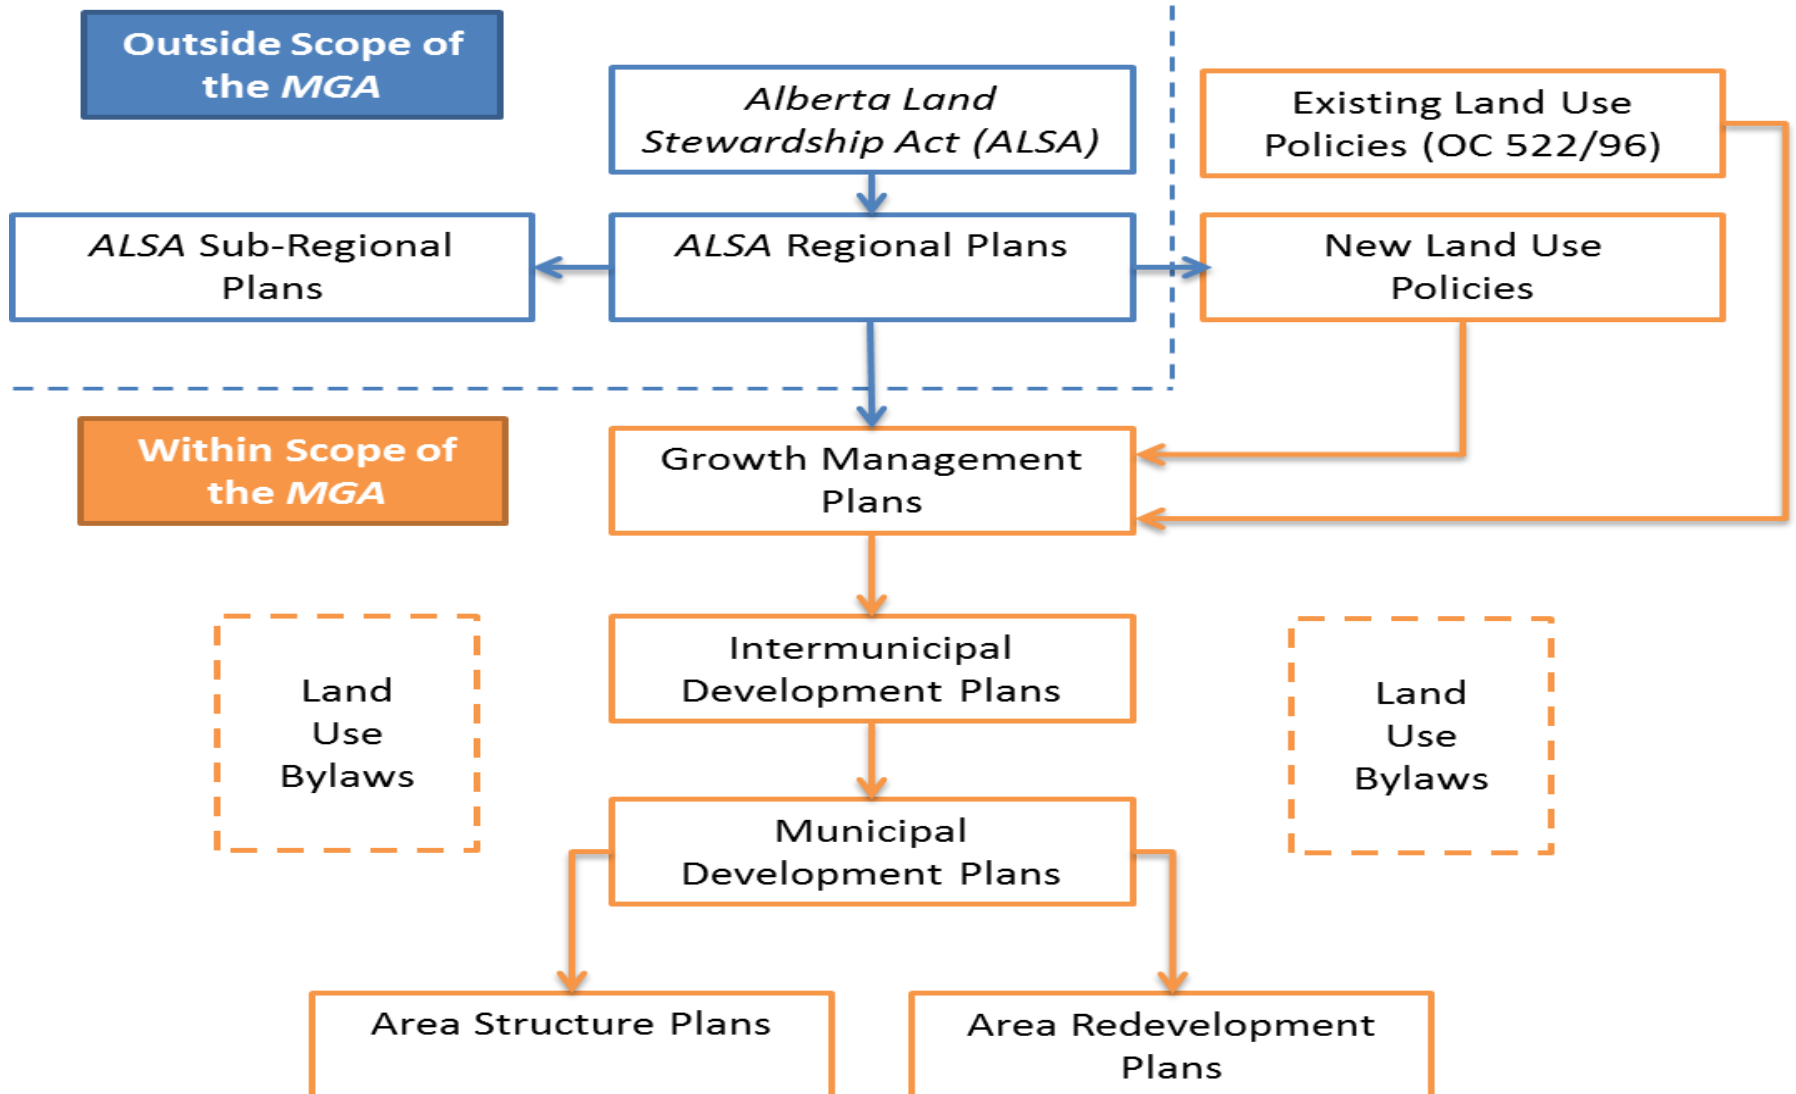 Outside Scope of
the MGA
Alberta Land
Stewardship Act (ALSA)
Existing Land Use
Policies (OC 522/96)
ALSA Sub-Regional
Plans
ALSA Regional Plans
New Land Use
Policies
Within Scope of
the MGA
Growth Management
Plans
Land
Use
Bylaws
Intermunicipal
Development Plans
Land
Use
Bylaws
Municipal
Development Plans
Area Structure Plans
Area Redevelopment
Plans